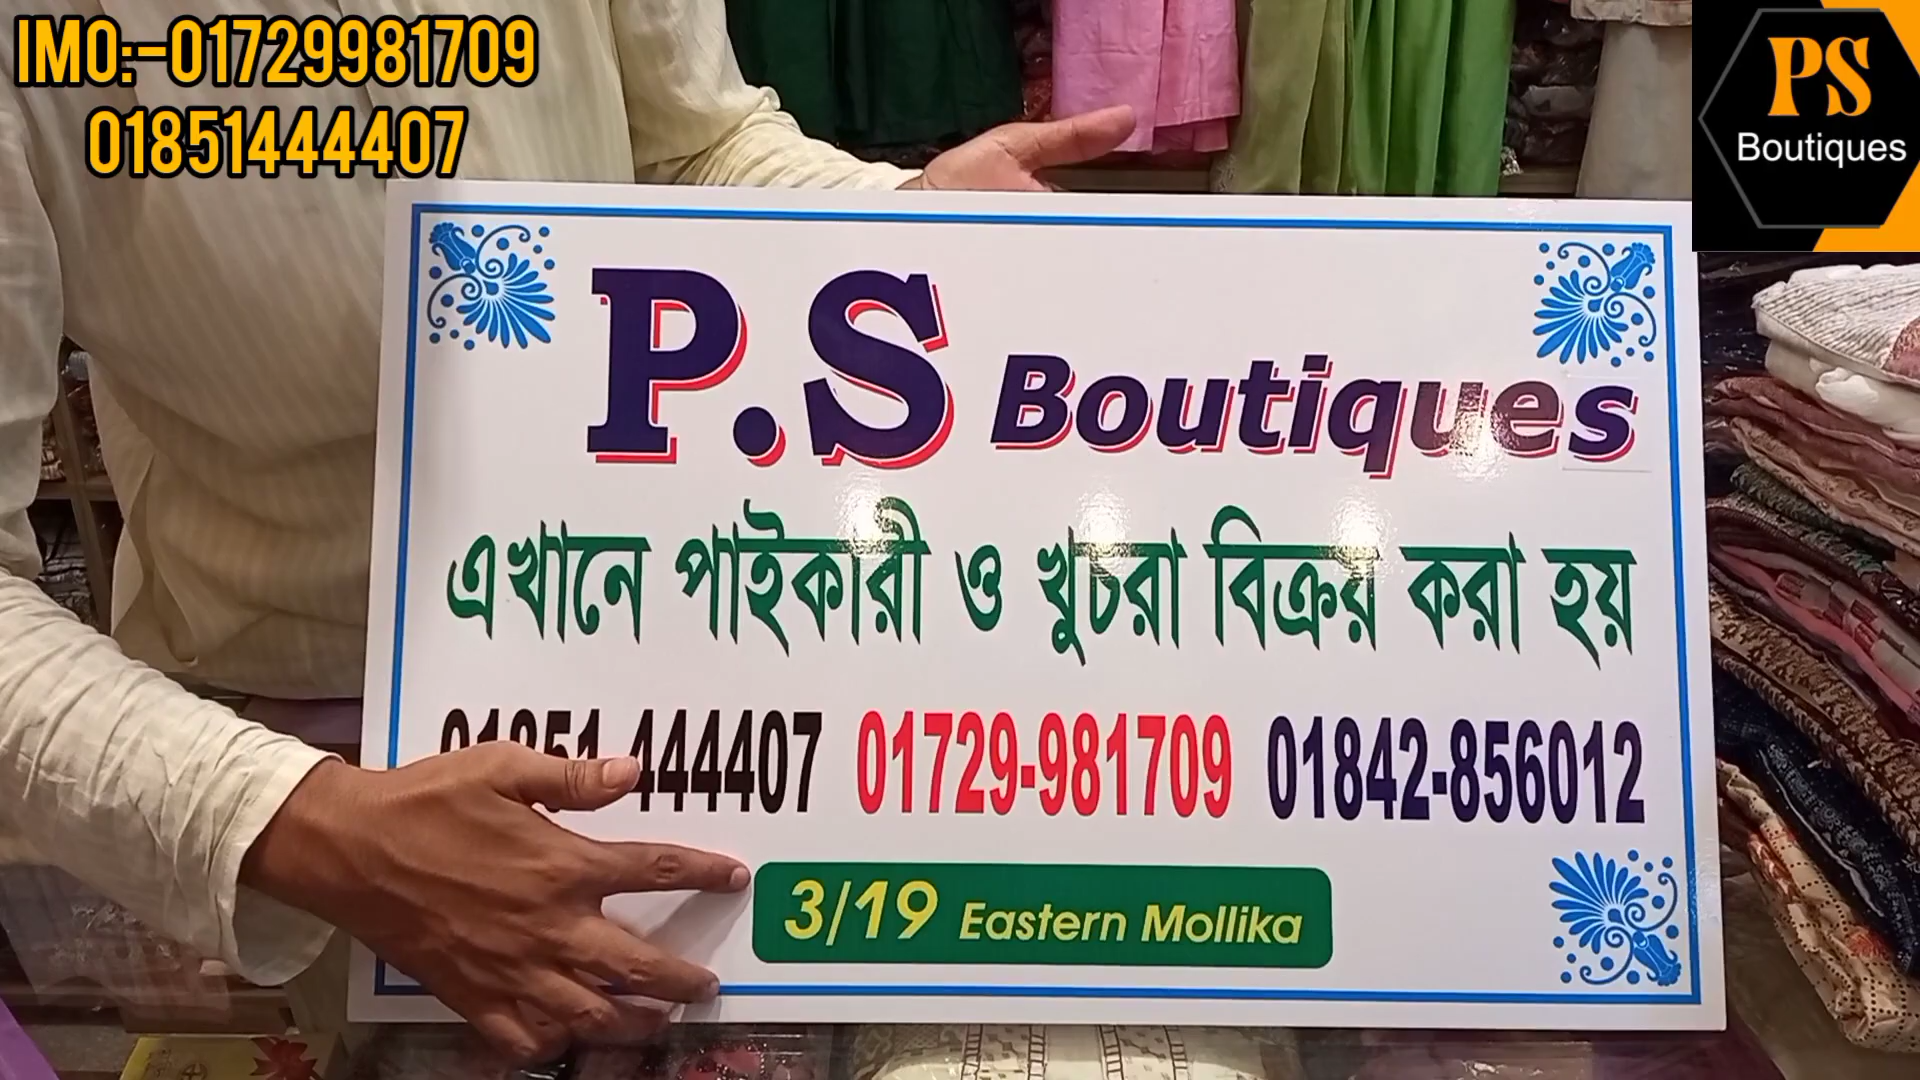 IMO:-01729981709
01851444407
PS
Boutiques
P.S Boutiques
এখানে পাইকারী ও খুচরা বিক্রয় করা হয়
01851-444407 01729-981709 01842-856012
3/19 Eastern Mollika